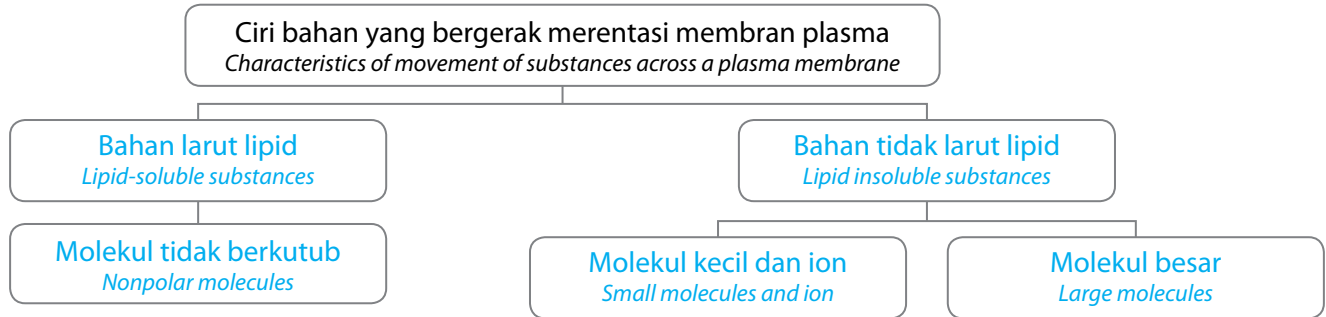 Ciri bahan yang bergerak merentasi membran plasma
Characteristics of movement of substances across a plasma membrane
Bahan larut lipid
Lipid-soluble substances
Bahan tidak larut lipid
Lipid insoluble substances
Molekul tidak berkutub
Nonpolar molecules
Molekul kecil dan ion
Small molecules and ion
Molekul besar
Large molecules